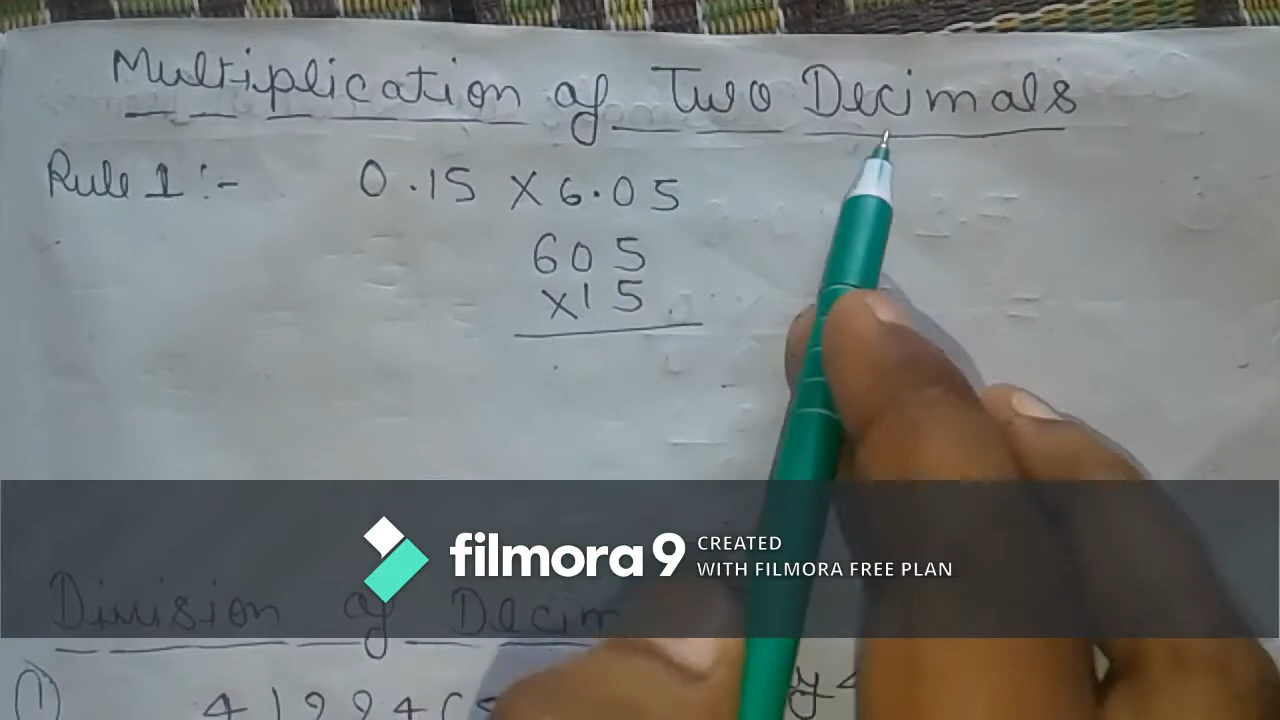 Multiplication of Two Decimals
Rule 1 :- 0.15 X 6.05
605
X15
filmora 9 CREATED
WITH FILMORA FREE PLAN
Division of Decim
(1)